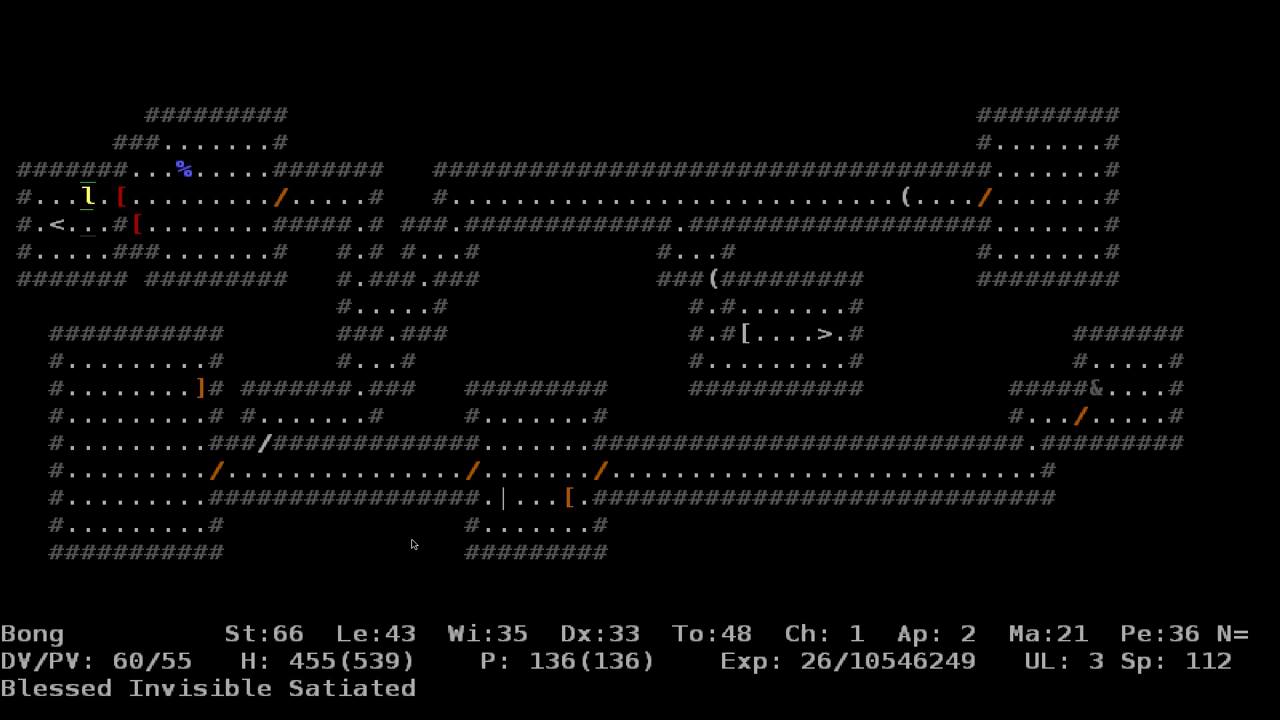 Bong St:66 Le:43 Wi:35 Dx:33 To:48 Ch: 1 Ap: 2 Ma:21 Pe:36 N=
DV/PV: 60/55 H: 455(539) P: 136(136) Exp: 26/10546249 UL: 3 Sp: 112
Blessed Invisible Satiated